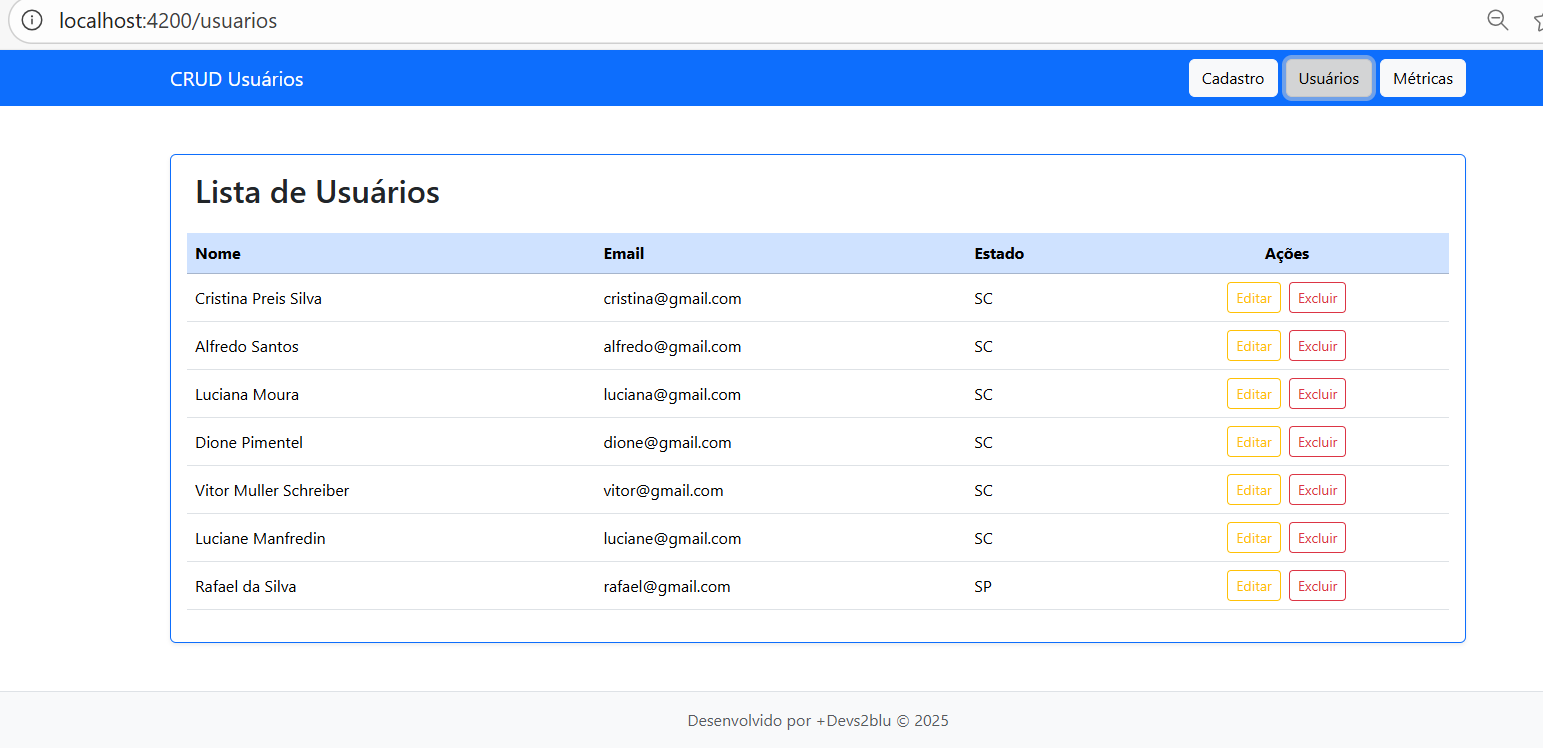 localhost:4200/usuarios
CRUD Usuários Cadastro Usuários Métricas
Lista de Usuários
Nome Email Estado Ações
Cristina Preis Silva cristina@gmail.com SC Editar Excluir
Alfredo Santos alfredo@gmail.com SC Editar Excluir
Luciana Moura luciana@gmail.com SC Editar Excluir
Dione Pimentel dione@gmail.com SC Editar Excluir
Vitor Muller Schreiber vitor@gmail.com SC Editar Excluir
Luciane Manfredin luciane@gmail.com SC Editar Excluir
Rafael da Silva rafael@gmail.com SP Editar Excluir
Desenvolvido por +Devs2blu © 2025